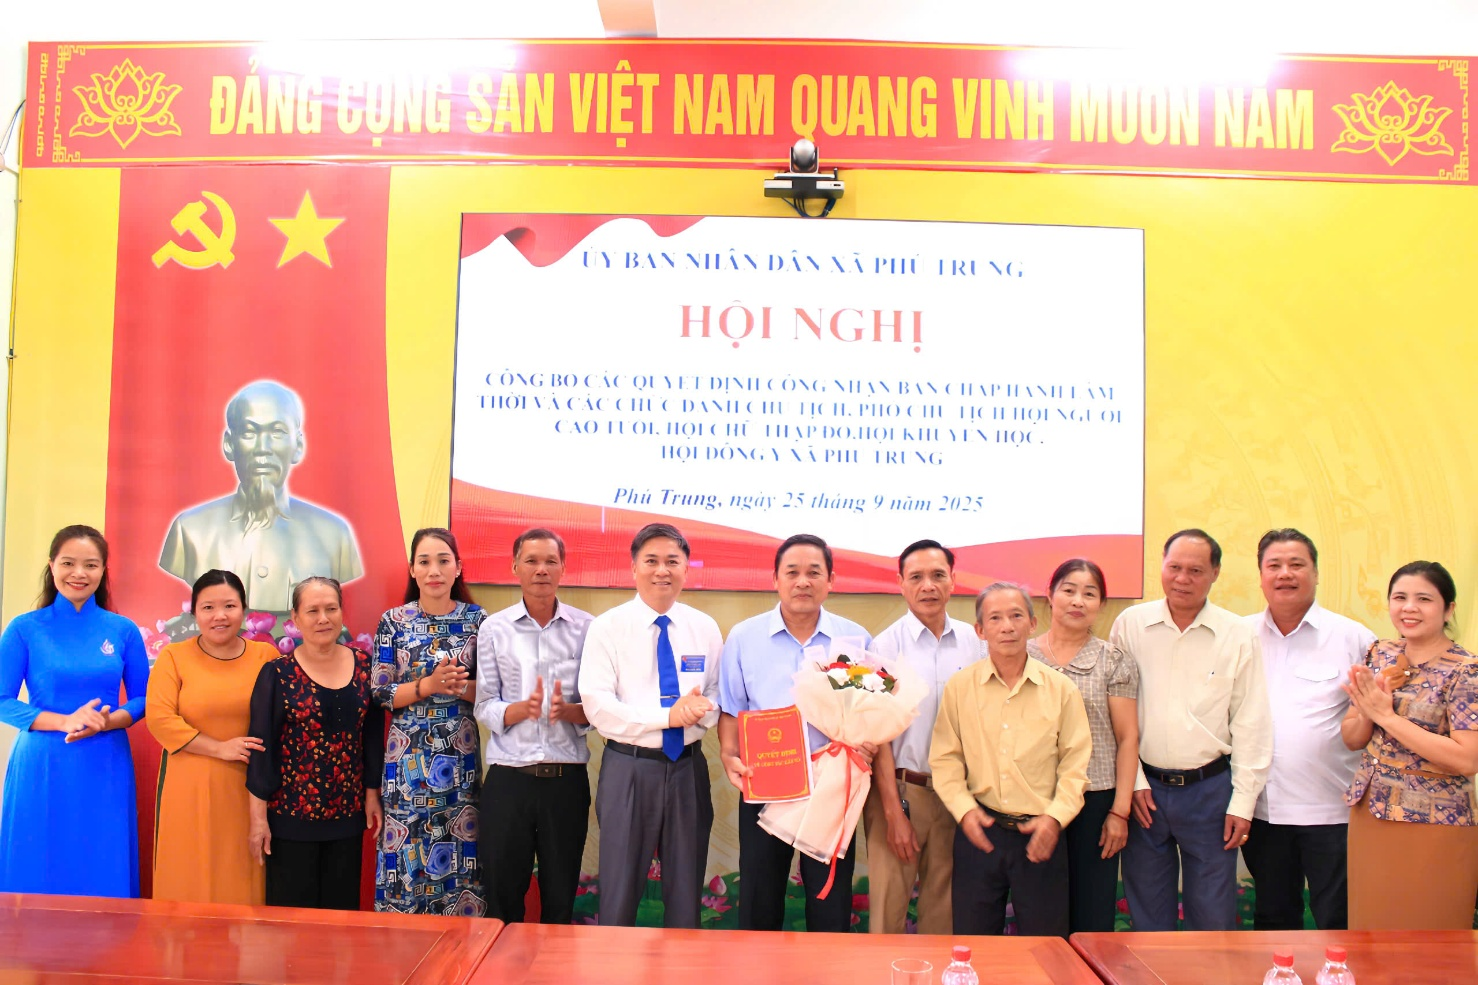 ĐẢNG CỘNG SẢN VIỆT NAM QUANG VINH MUÔN NĂM
ỦY BAN NHÂN DÂN XÃ PHÚ TRUNG
HỘI NGHỊ
CÔNG BỐ CÁC QUYẾT ĐỊNH CÔNG NHẬN BAN CHẤP HÀNH LÂM
THỜI VÀ CÁC CHỨC DANH CHỦ TỊCH, PHÓ CHỦ TỊCH HỘI NGƯỜI
CAO TUỔI, HỘI CHỮ THẬP ĐỎ,HỘI KHUYẾN HỌC,
HỘI ĐÔNG Y XÃ PHÚ TRUNG
Phú Trung, ngày 25 tháng 9 năm 2025
QUYẾT ĐỊNH